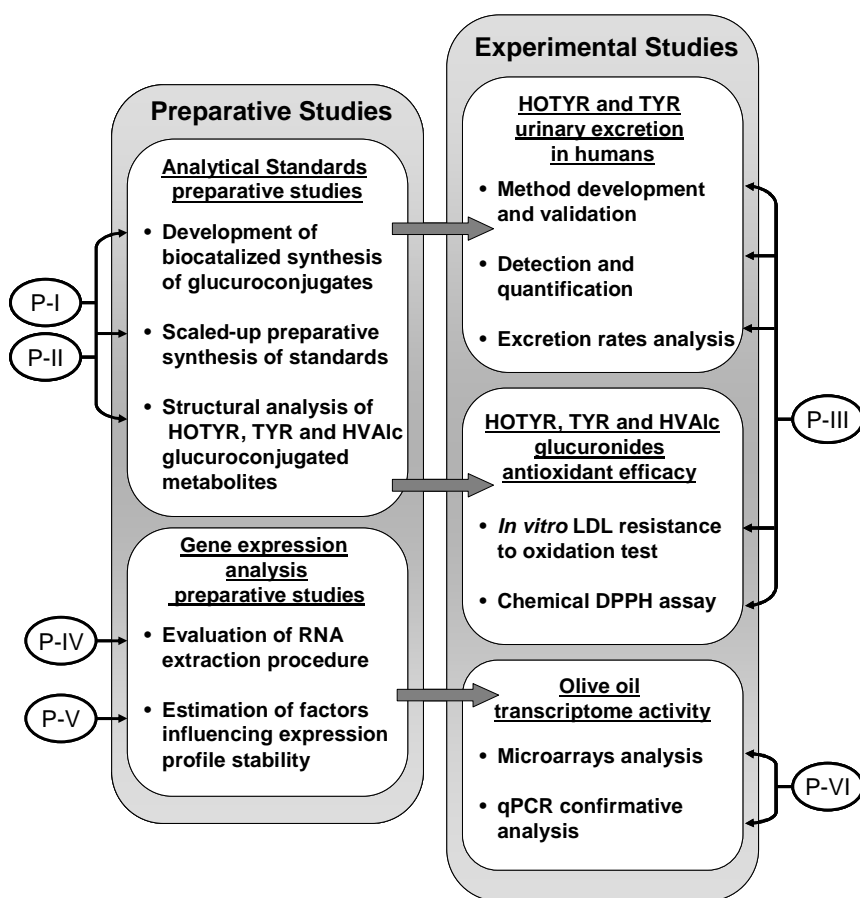 Preparative Studies
Analytical Standards
preparative studies
• Development of
biocatalized synthesis
of glucuroconjugates
• Scaled-up preparative
synthesis of standards
• Structural analysis of
HOTYR, TYR and HVAlc
glucuroconjugated
metabolites
P-I
P-II
Gene expression
analysis
preparative studies
• Evaluation of RNA
extraction procedure
• Estimation of factors
influencing expression
profile stability
P-IV
P-V
Experimental Studies
HOTYR and TYR
urinary excretion
in humans
• Method development
and validation
• Detection and
quantification
• Excretion rates analysis
HOTYR, TYR and HVAlc
glucuronides
antioxidant efficacy
• In vitro LDL resistance
to oxidation test
• Chemical DPPH assay
P-III
Olive oil
transcriptome activity
• Microarrays analysis
• qPCR confirmative
analysis
P-VI